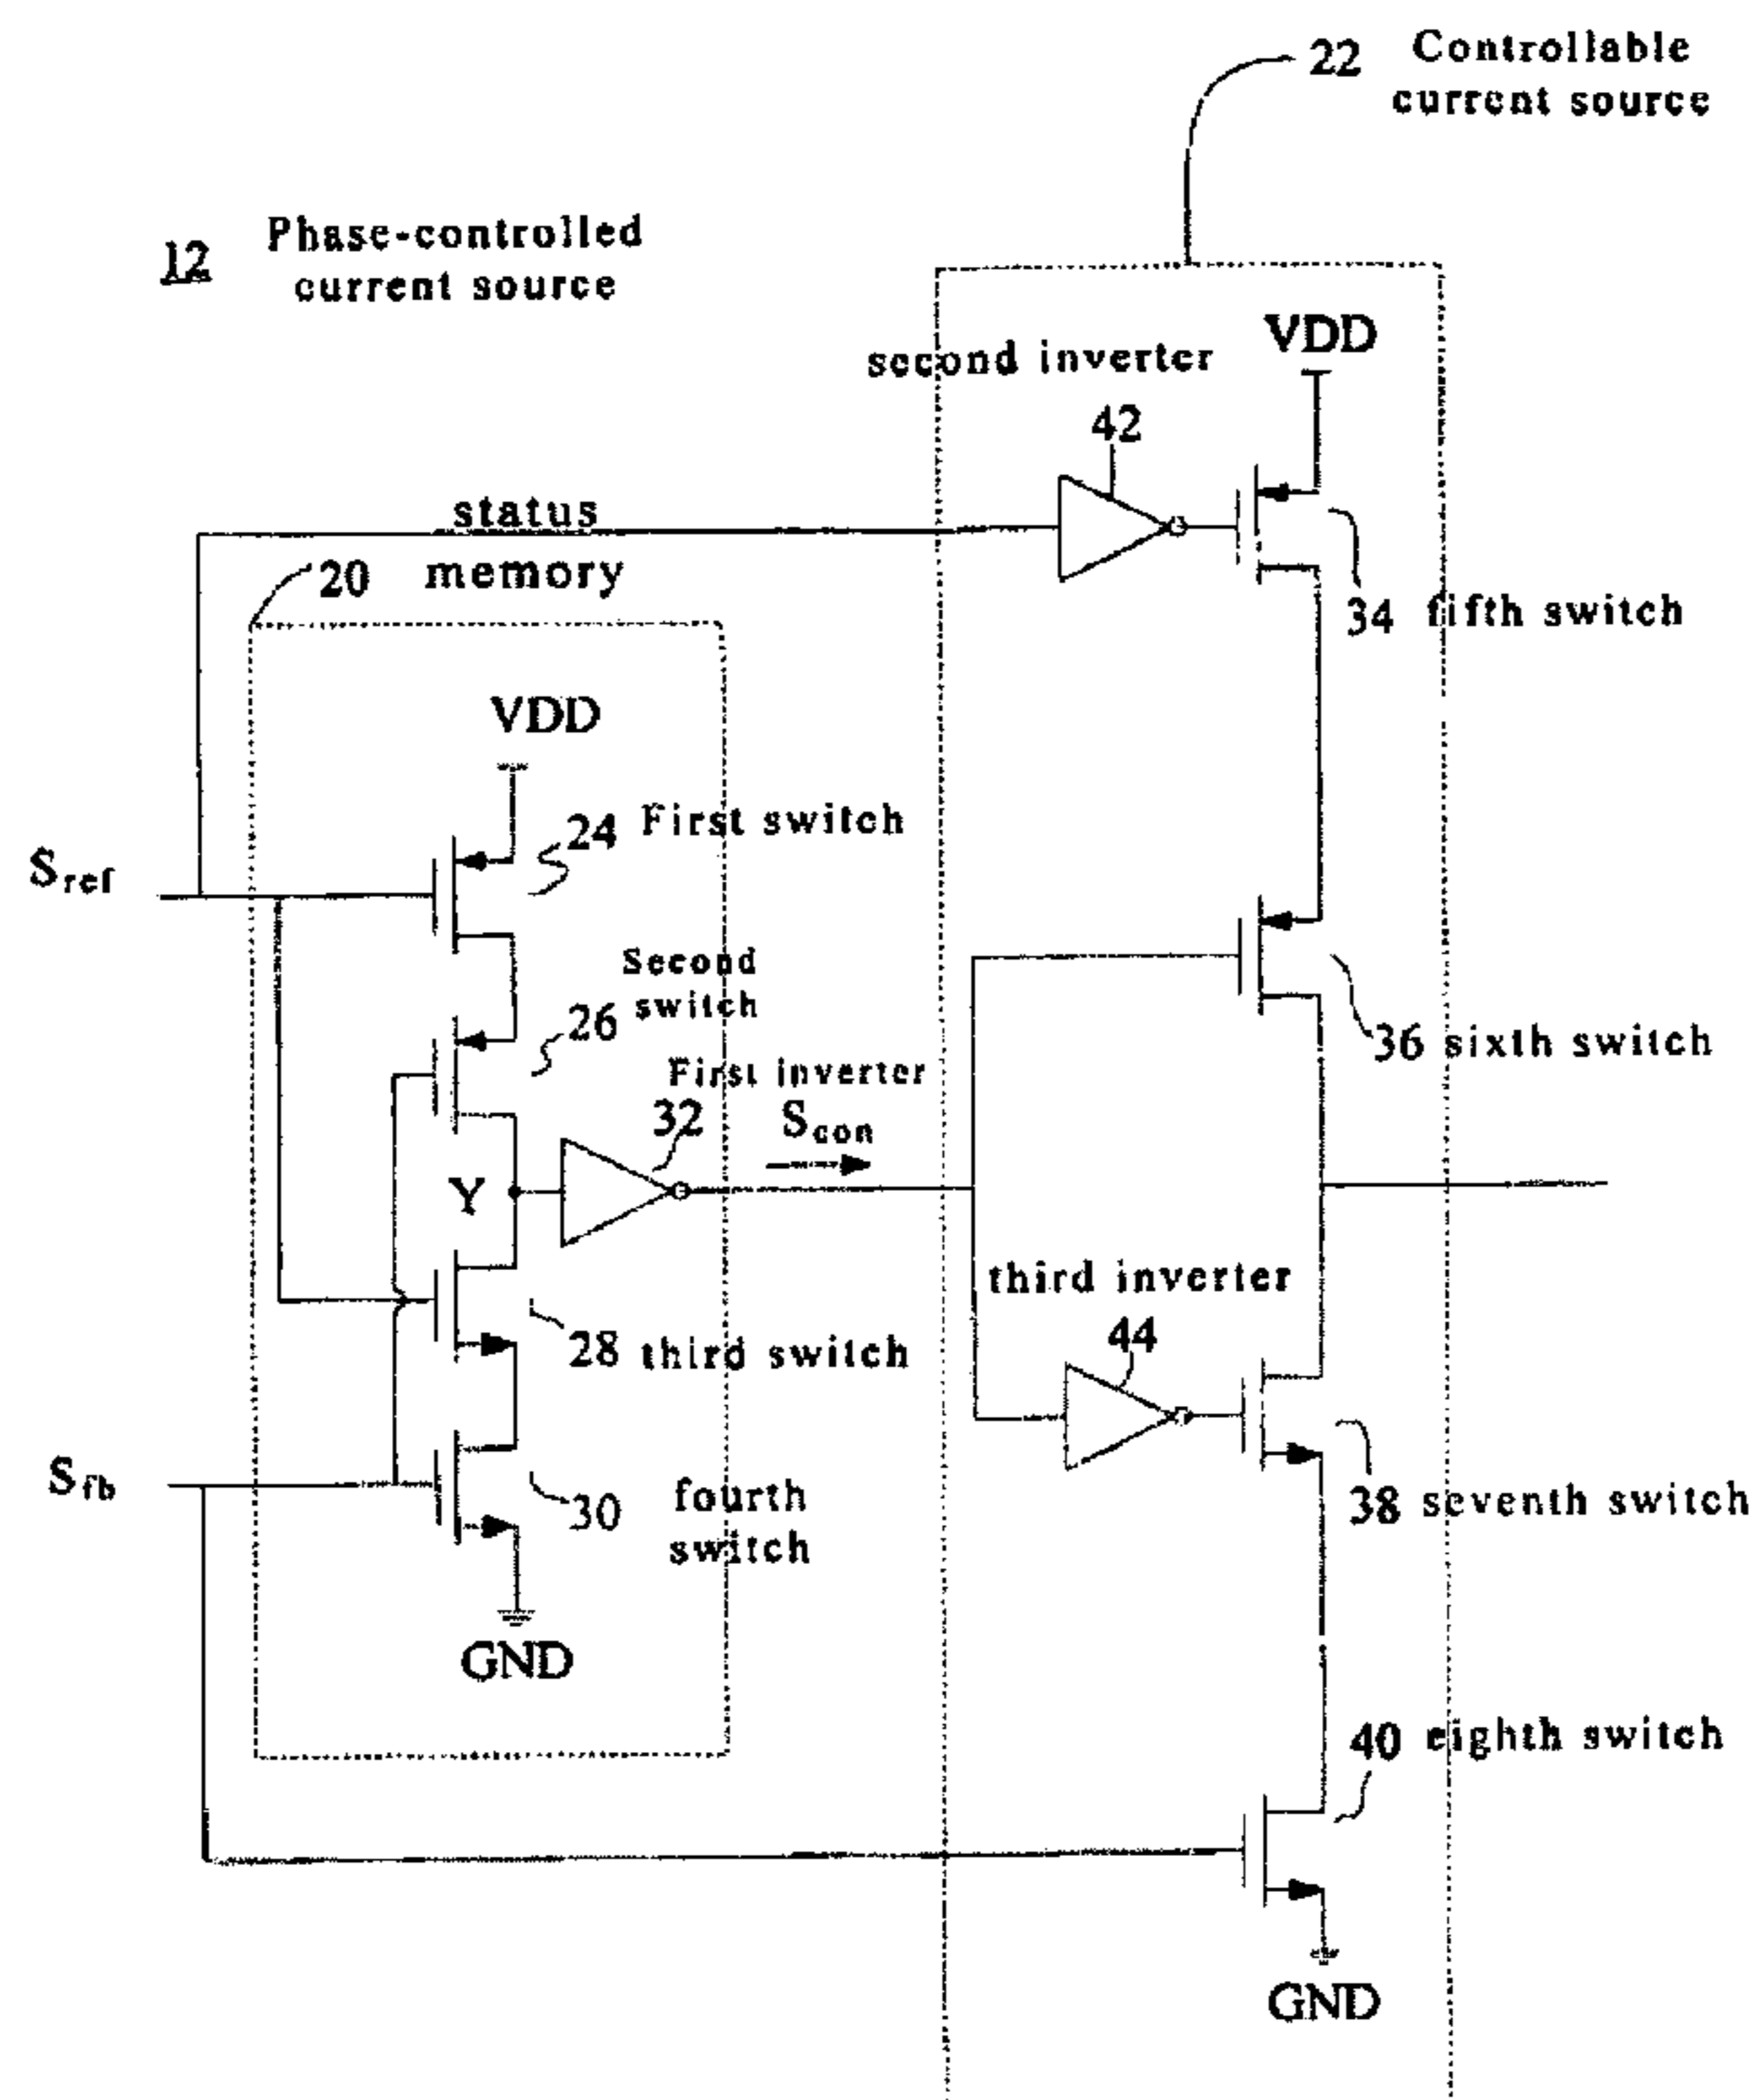 22 Controllable
current source
12 Phase-controlled
current source
VDD
second inverter
42
status
20 memory
34 fifth switch
VDD
24 First switch
Sref
Second
switch
26
36 sixth switch
First inverter
32 Scon
Y
third inverter
44
28 third switch
Sfb
30 fourth
switch
38 seventh switch
GND
40 eighth switch
GND